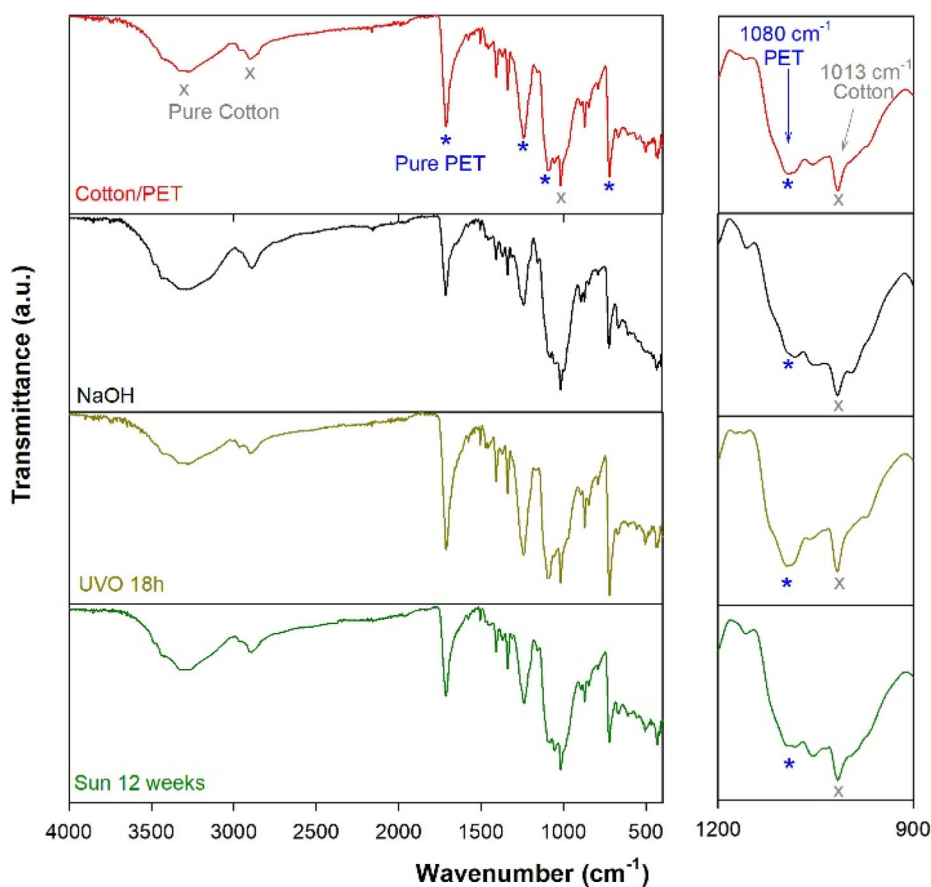 1080 cm⁻¹
PET
1013 cm⁻¹
Cotton
x x
Pure Cotton
* * * *
Pure PET
x
* x
Cotton/PET
NaOH
* x
UVO 18h
* x
Sun 12 weeks
* x
Transmittance (a.u.)
4000 3500 3000 2500 2000 1500 1000 500
1200 900
Wavenumber (cm⁻¹)